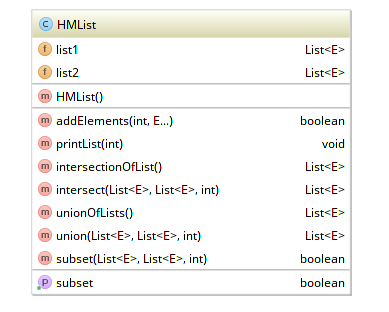 C HMList
f list1 List<E>
f list2 List<E>
m HMList()
m addElements(int, E...) boolean
m printList(int) void
m intersectionOfList() List<E>
m intersect(List<E>, List<E>, int) List<E>
m unionOfLists() List<E>
m union(List<E>, List<E>, int) List<E>
m subset(List<E>, List<E>, int) boolean
P subset boolean